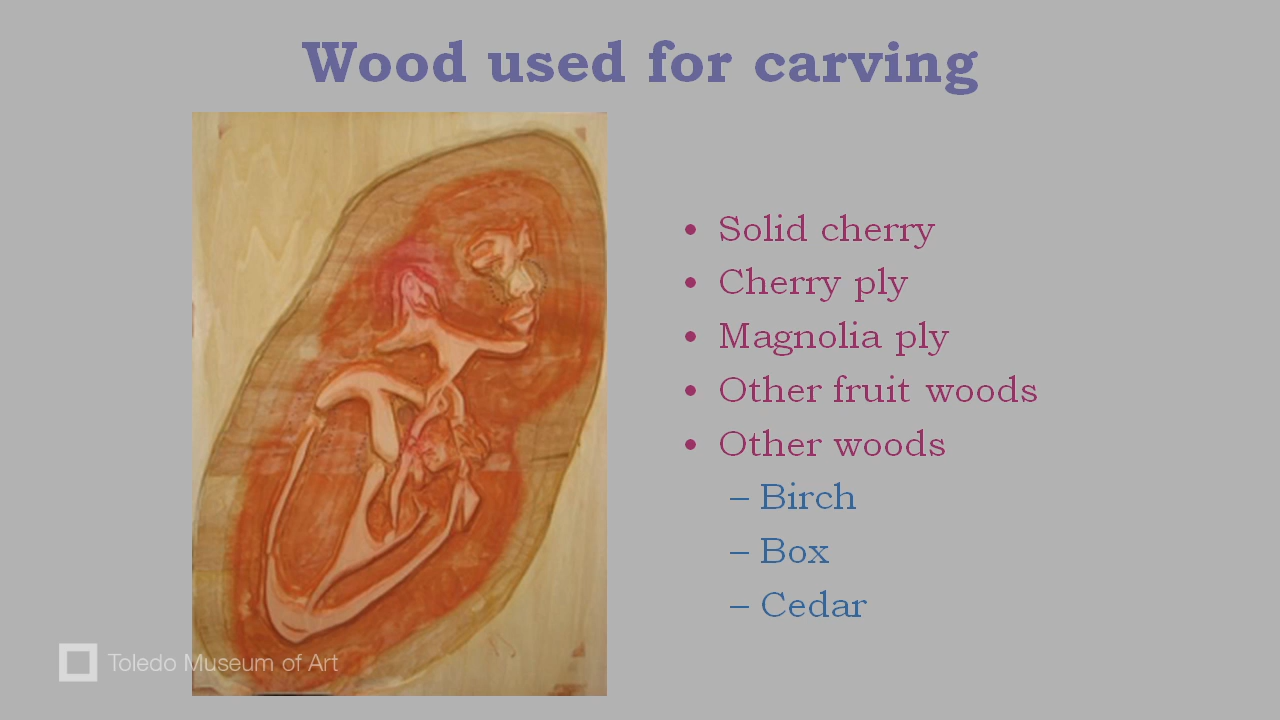 Wood used for carving
• Solid cherry
• Cherry ply
• Magnolia ply
• Other fruit woods
• Other woods
– Birch
– Box
– Cedar
Toledo Museum of Art